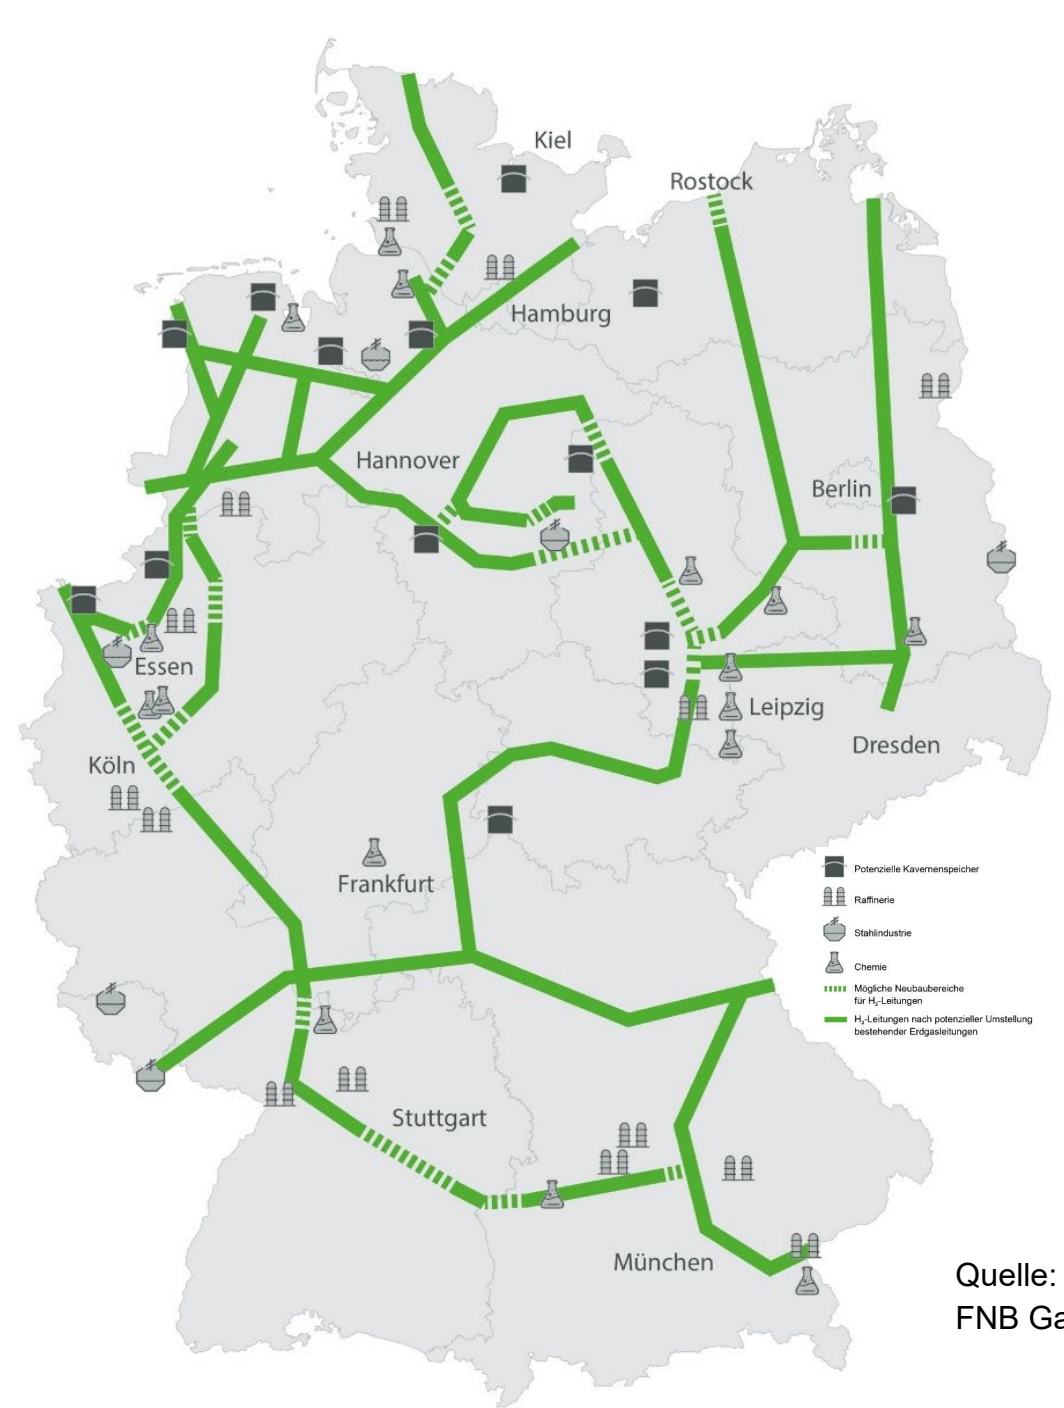 Kiel
Rostock
Hamburg
Hannover
Berlin
Essen
Leipzig
Dresden
Köln
Frankfurt
Potenzielle Kavernenspeicher
Raffinerie
Stahlindustrie
Chemie
Mögliche Neubaubereiche
für H₂-Leitungen
H₂-Leitungen nach potenzieller Umstellung
bestehender Erdgasleitungen
Stuttgart
München
Quelle:
FNB Ga